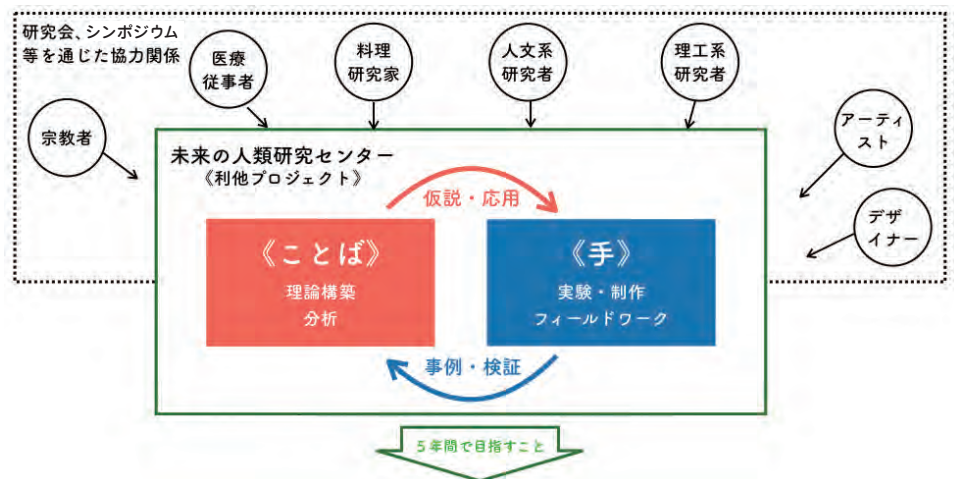 研究会、シンポジウム
等を通じた協力関係
医療
従事者
料理
研究家
人文系
研究者
理工系
研究者
宗教者
アーティ
スト
デザ
イナー
未来の人類研究センター
《利他プロジェクト》
仮説・応用
《ことば》
理論構築
分析
《手》
実験・制作
フィールドワーク
事例・検証
5年間で目指すこと